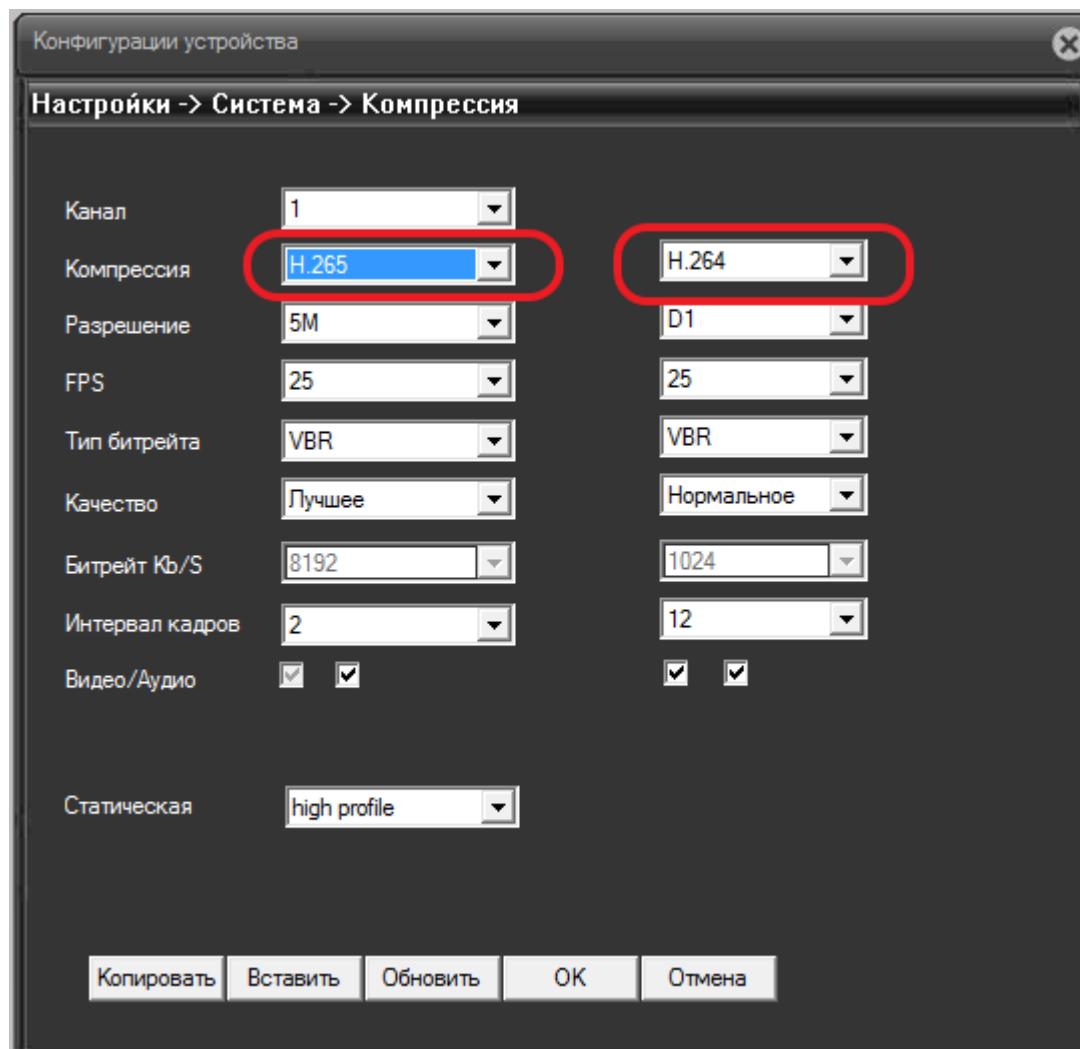 Конфигурации устройства
Настройки -> Система -> Компрессия
Канал 1
Компрессия H.265 H.264
Разрешение 5M D1
FPS 25 25
Тип битрейта VBR VBR
Качество Лучшее Нормальное
Битрейт Kb/S 8192 1024
Интервал кадров 2 12
Видео/Аудио
Статическая high profile
Копировать Вставить Обновить OK Отмена